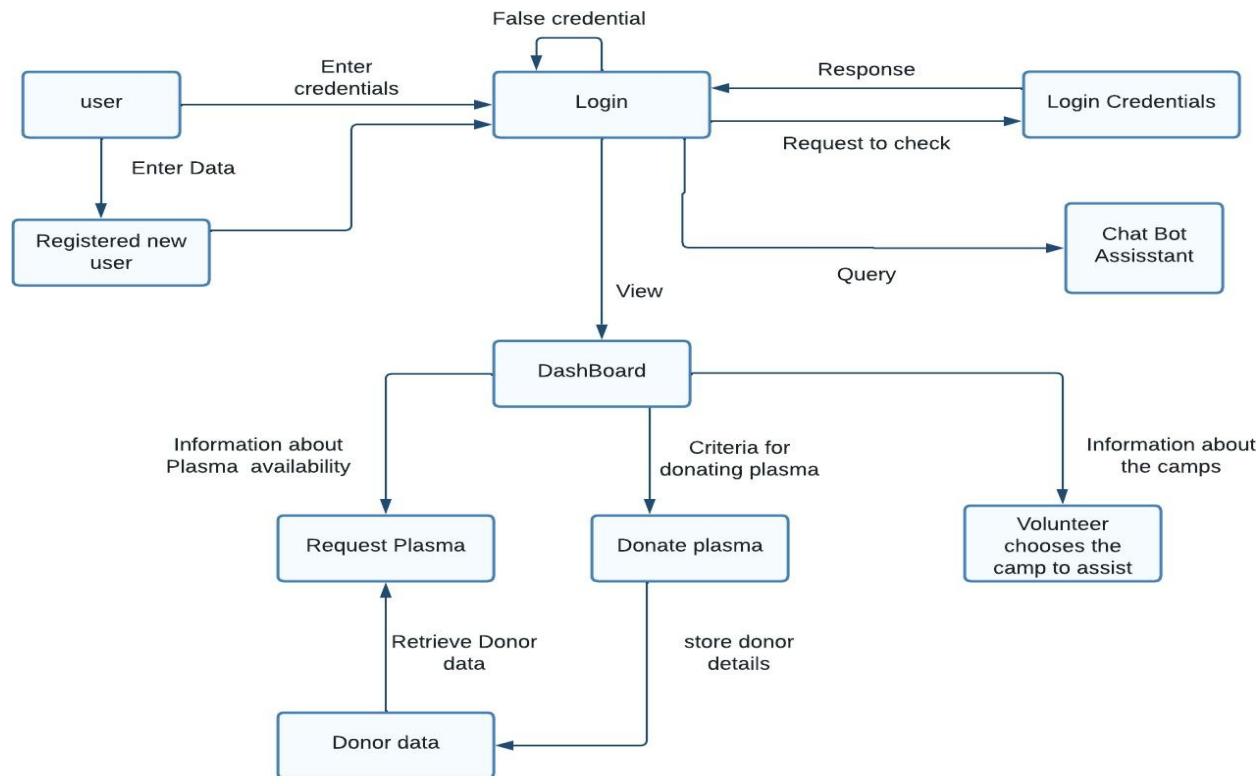 False credential
Enter
credentials
Response
user
Login
Login Credentials
Request to check
Enter Data
Registered new
user
Chat Bot
Assisstant
Query
View
DashBoard
Information about
Plasma availability
Criteria for
donating plasma
Information about
the camps
Request Plasma
Donate plasma
Volunteer
chooses the
camp to assist
Retrieve Donor
data
store donor
details
Donor data